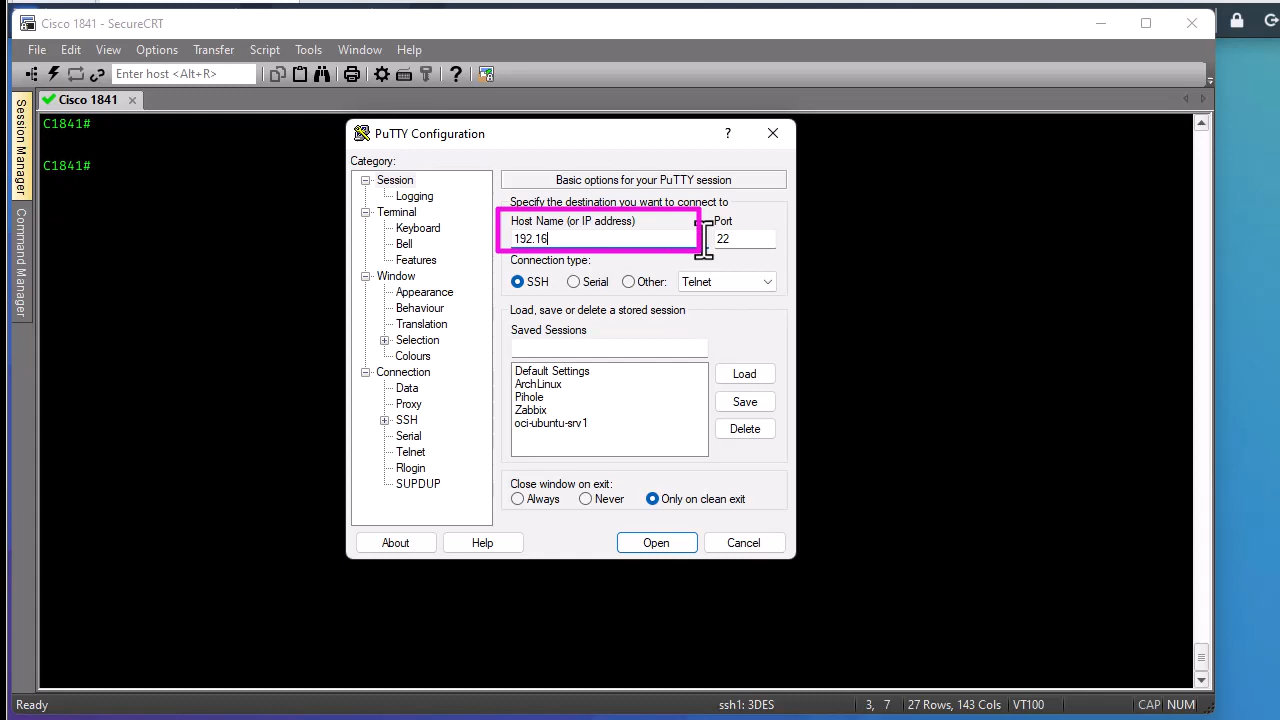 Cisco 1841 - SecureCRT
File Edit View Options Transfer Script Tools Window Help
Enter host <Alt+R>
Session Manager
Command Manager
Cisco 1841
C1841#
C1841#
PuTTY Configuration
Category:
Session
Logging
Terminal
Keyboard
Bell
Features
Window
Appearance
Behaviour
Translation
Selection
Colours
Connection
Data
Proxy
SSH
Serial
Telnet
Rlogin
SUPDUP
Basic options for your PuTTY session
Specify the destination you want to connect to
Host Name (or IP address) Port
192.16 22
Connection type:
SSH Serial Other: Telnet
Load, save or delete a stored session
Saved Sessions
Default Settings
ArchLinux
Pihole
Zabbix
oci-ubuntu-srv1
Load
Save
Delete
Close window on exit:
Always Never Only on clean exit
About Help Open Cancel
Ready ssh1: 3DES 3, 7 27 Rows, 143 Cols VT100 CAP NUM